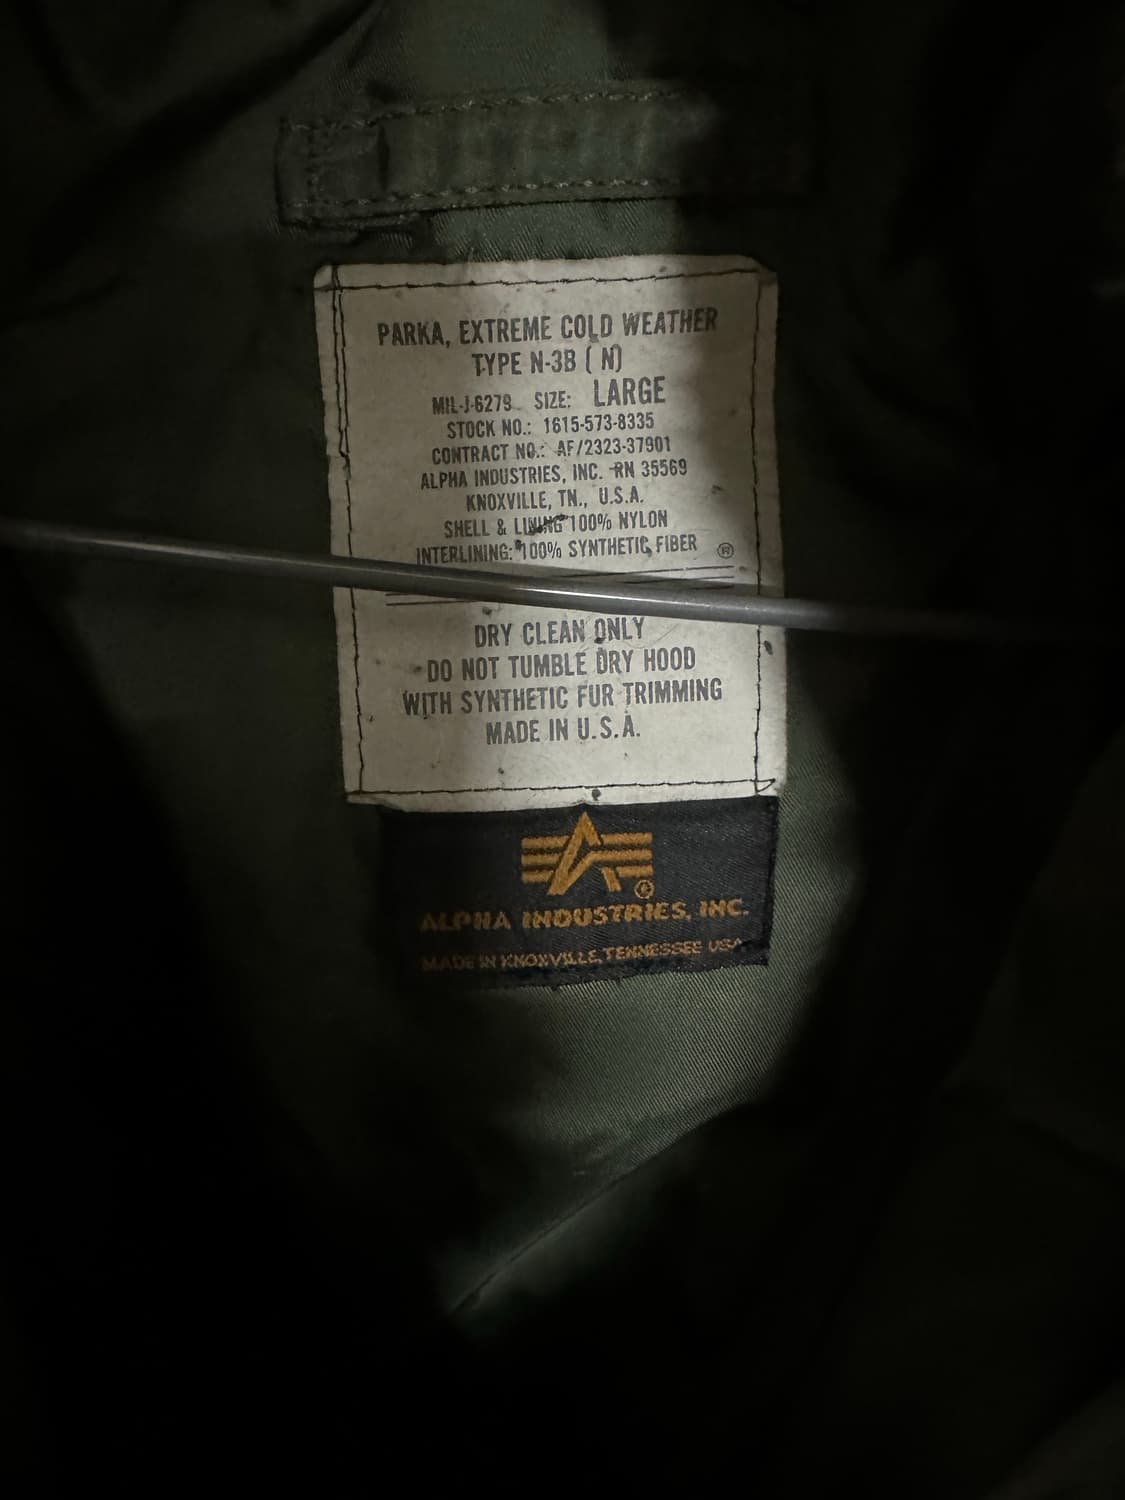 PARKA, EXTREME COLD WEATHER
TYPE N-3B ( N)
MIL-J-6279 SIZE: LARGE
STOCK NO.: 1615-573-8335
CONTRACT NO.: AF/2323-37901
ALPHA INDUSTRIES, INC. RN 35569
KNOXVILLE, TN., U.S.A.
SHELL & LINING 100% NYLON
INTERLINING: 100% SYNTHETIC FIBER ®
DRY CLEAN ONLY
DO NOT TUMBLE DRY HOOD
WITH SYNTHETIC FUR TRIMMING
MADE IN U.S.A.
A ®
ALPHA INDUSTRIES, INC.
MADE IN KNOXVILLE, TENNESSEE USA